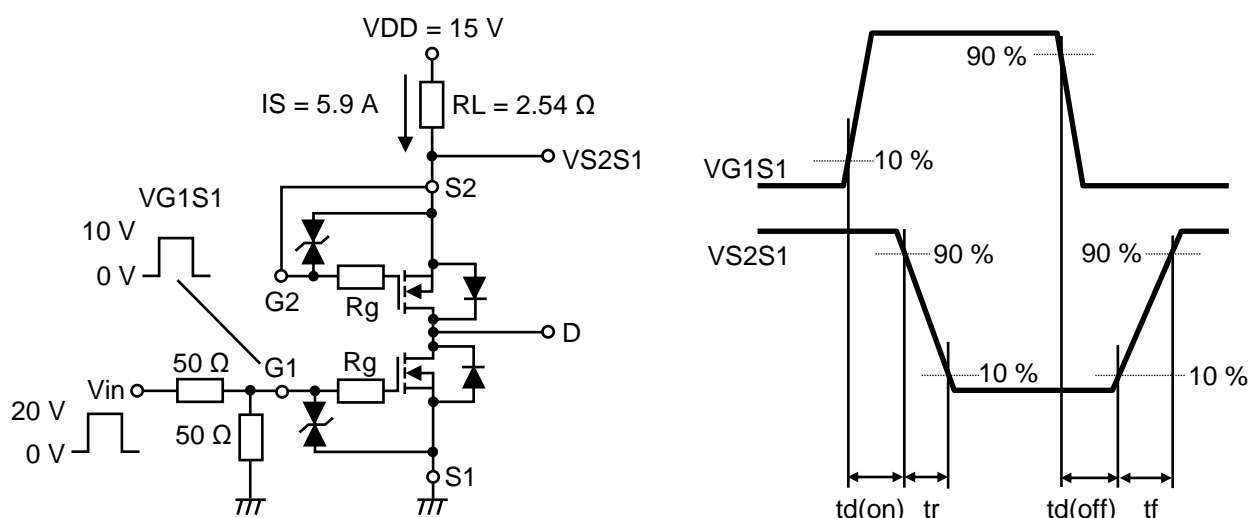 VDD = 15 V
IS = 5.9 A
RL = 2.54 Ω
VS2S1
S2
VG1S1
10 V
0 V
G2
Rg
D
G1
Rg
50 Ω
Vin
20 V
50 Ω
0 V
S1
90 %
10 %
VG1S1
VS2S1
90 %
90 %
10 %
10 %
td(on) tr
td(off) tf